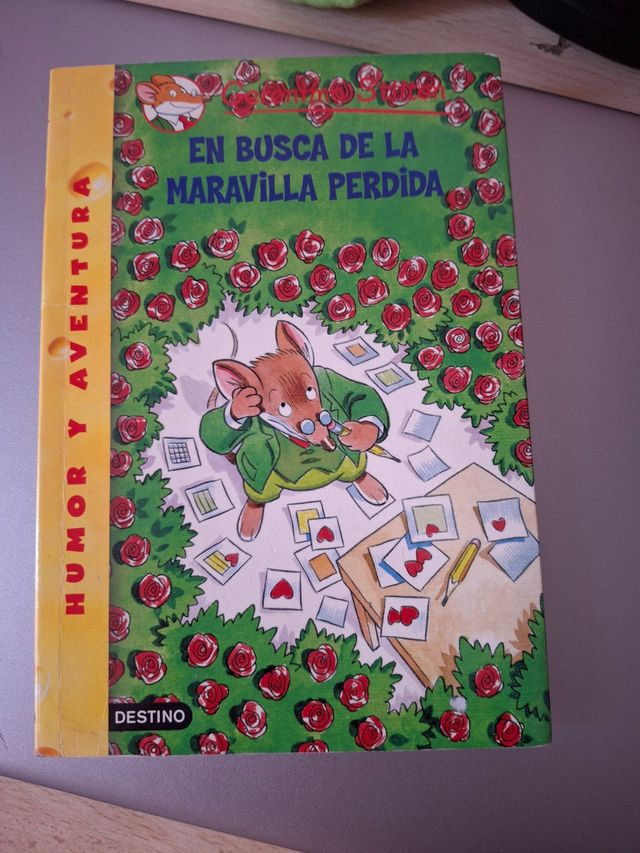 Geronimo Stilton
EN BUSCA DE LA
MARAVILLA PERDIDA
HUMOR Y AVENTURA
DESTINO